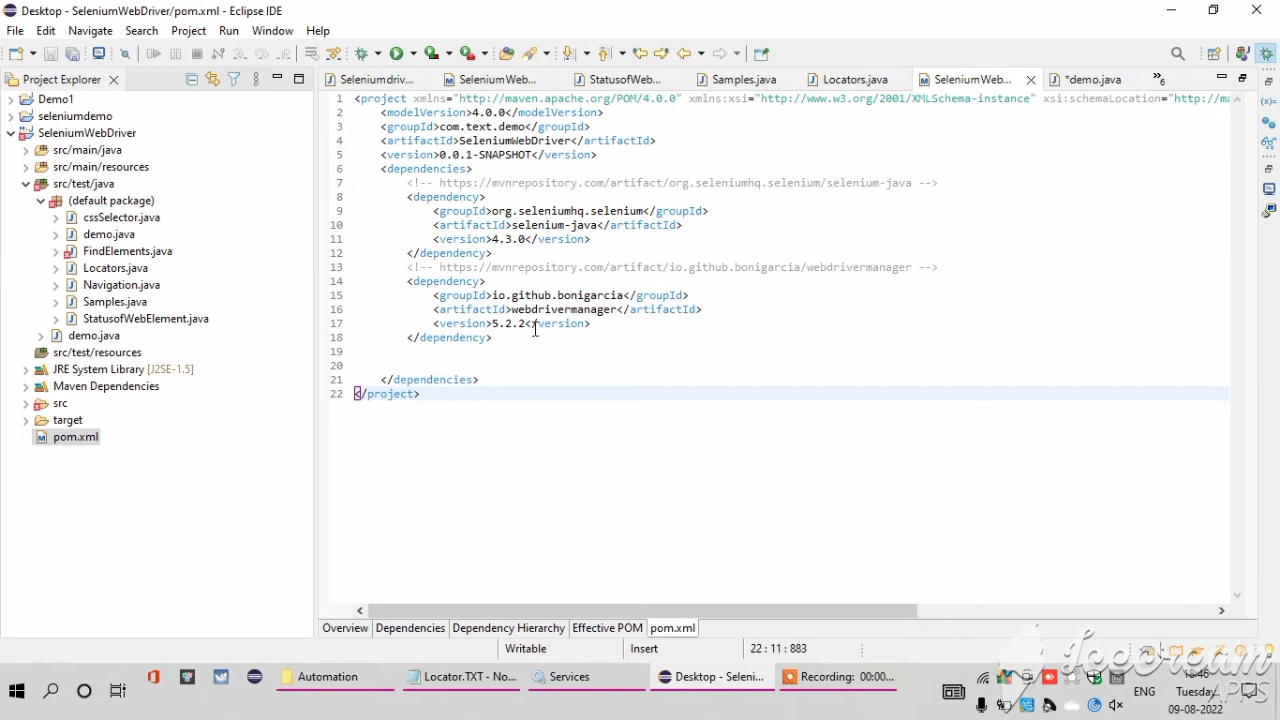 Desktop - SeleniumWebDriver/pom.xml - Eclipse IDE
File Edit Navigate Search Project Run Window Help
Project Explorer
Seleniumdriv...
SeleniumWeb...
StatusofWeb...
Samples.java
Locators.java
SeleniumWeb...
*demo.java
»6
Demo1
seleniumdemo
SeleniumWebDriver
src/main/java
src/main/resources
src/test/java
(default package)
cssSelector.java
demo.java
FindElements.java
Locators.java
Navigation.java
Samples.java
StatusofWebElement.java
demo.java
src/test/resources
JRE System Library [J2SE-1.5]
Maven Dependencies
src
target
pom.xml
1 <project xmlns="http://maven.apache.org/POM/4.0.0" xmlns:xsi="http://www.w3.org/2001/XMLSchema-instance" xsi:schemaLocation="http://ma
2 <modelVersion>4.0.0</modelVersion>
3 <groupId>com.text.demo</groupId>
4 <artifactId>SeleniumWebDriver</artifactId>
5 <version>0.0.1-SNAPSHOT</version>
6 <dependencies>
7 <!-- https://mvnrepository.com/artifact/org.seleniumhq.selenium/selenium-java -->
8 <dependency>
9 <groupId>org.seleniumhq.selenium</groupId>
10 <artifactId>selenium-java</artifactId>
11 <version>4.3.0</version>
12 </dependency>
13 <!-- https://mvnrepository.com/artifact/io.github.bonigarcia/webdrivermanager -->
14 <dependency>
15 <groupId>io.github.bonigarcia</groupId>
16 <artifactId>webdrivermanager</artifactId>
17 <version>5.2.2</version>
18 </dependency>
19
20
21 </dependencies>
22 </project>
Overview Dependencies Dependency Hierarchy Effective POM pom.xml
Writable Insert 22 : 11 : 883
Icecream
APPS
Automation
Locator.TXT - No...
Services
Desktop - Seleni...
Recording: 00:00...
ENG
18:46
Tuesday
09-08-2022